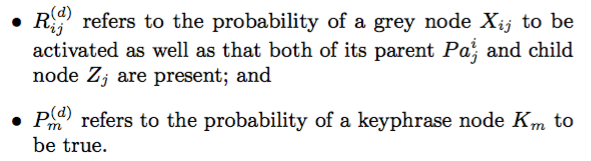 • R_{ij}^{(d)} refers to the probability of a grey node X_{ij} to be
activated as well as that both of its parent Pa_j^i and child
node Z_j are present; and
• P_m^{(d)} refers to the probability of a keyphrase node K_m to
be true.